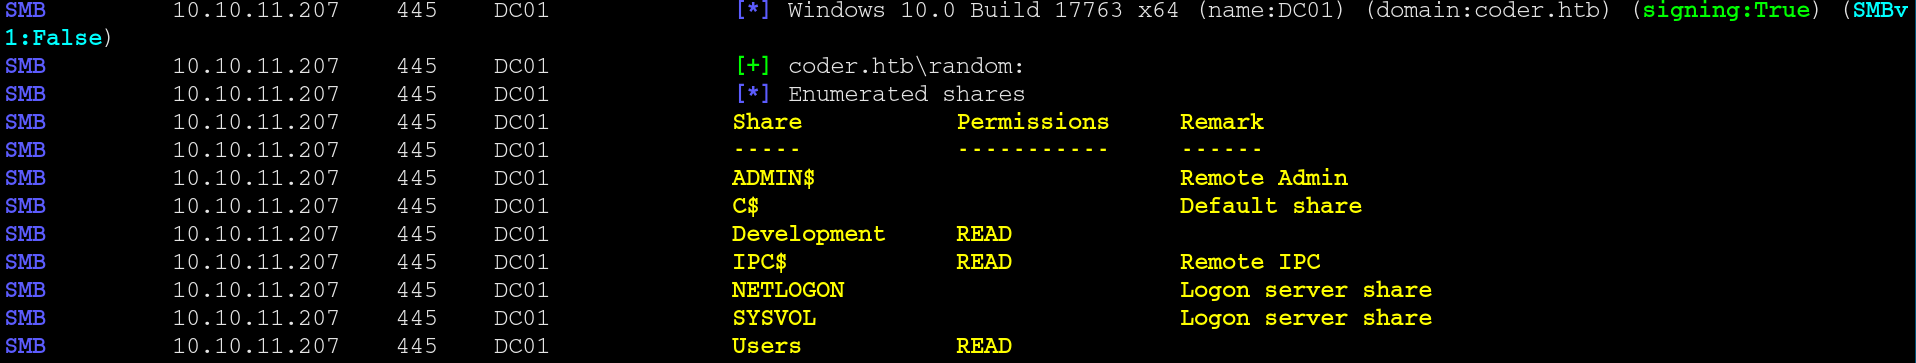 SMB 10.10.11.207 445 DC01 [*] Windows 10.0 Build 17763 x64 (name:DC01) (domain:coder.htb) (signing:True) (SMBv
1:False)
SMB 10.10.11.207 445 DC01 [+] coder.htb\random:
SMB 10.10.11.207 445 DC01 [*] Enumerated shares
SMB 10.10.11.207 445 DC01 Share Permissions Remark
SMB 10.10.11.207 445 DC01 ----- ----------- ------
SMB 10.10.11.207 445 DC01 ADMIN$ Remote Admin
SMB 10.10.11.207 445 DC01 C$ Default share
SMB 10.10.11.207 445 DC01 Development READ
SMB 10.10.11.207 445 DC01 IPC$ READ Remote IPC
SMB 10.10.11.207 445 DC01 NETLOGON Logon server share
SMB 10.10.11.207 445 DC01 SYSVOL Logon server share
SMB 10.10.11.207 445 DC01 Users READ